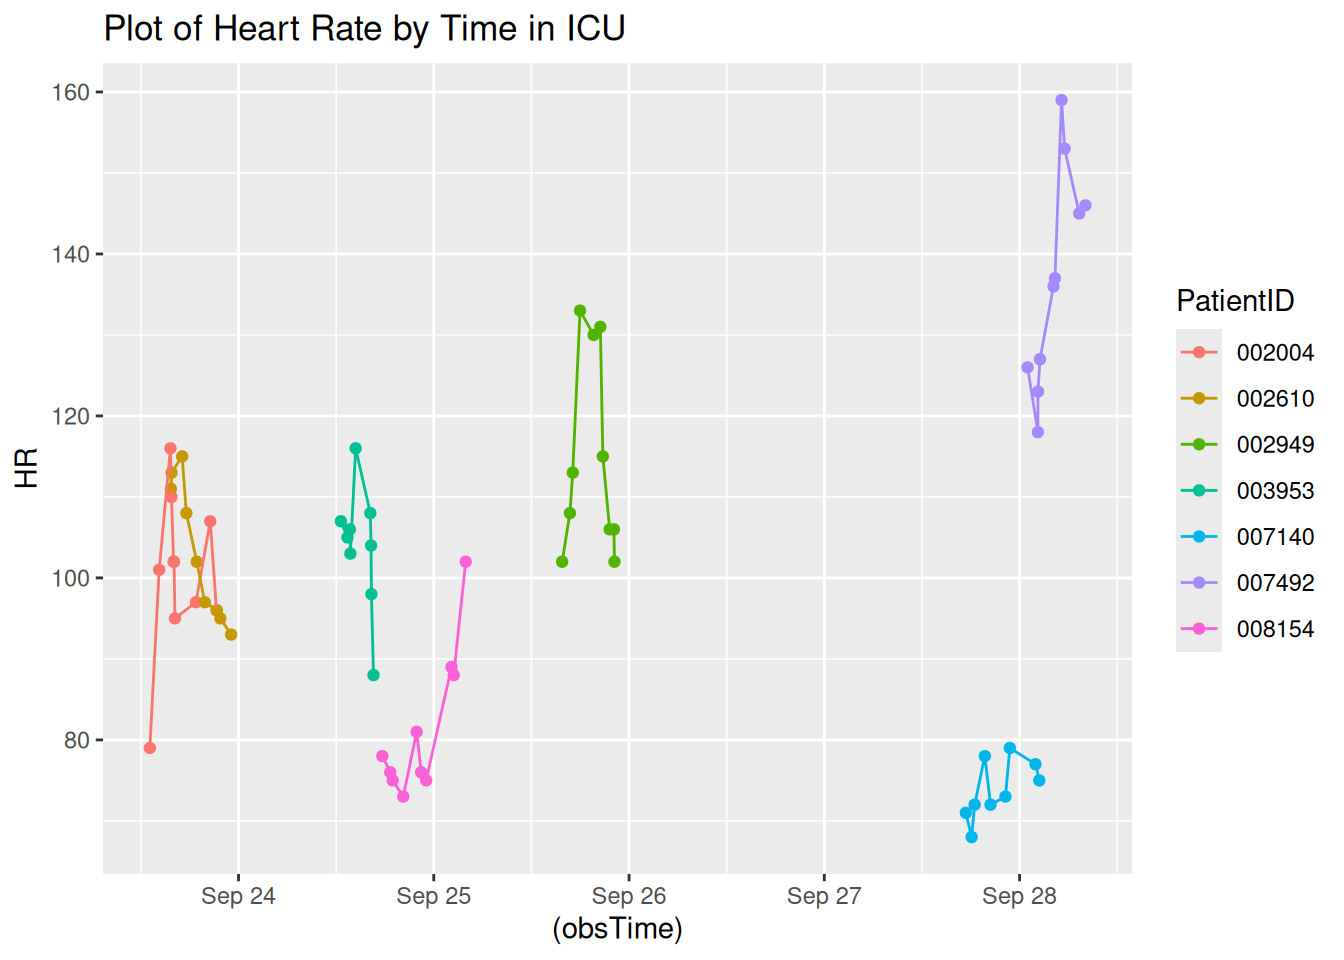 Plot of Heart Rate by Time in ICU
160
140
120
100
80
HR
Sep 24
Sep 25
Sep 26
Sep 27
Sep 28
(obsTime)
PatientID
002004
002610
002949
003953
007140
007492
008154